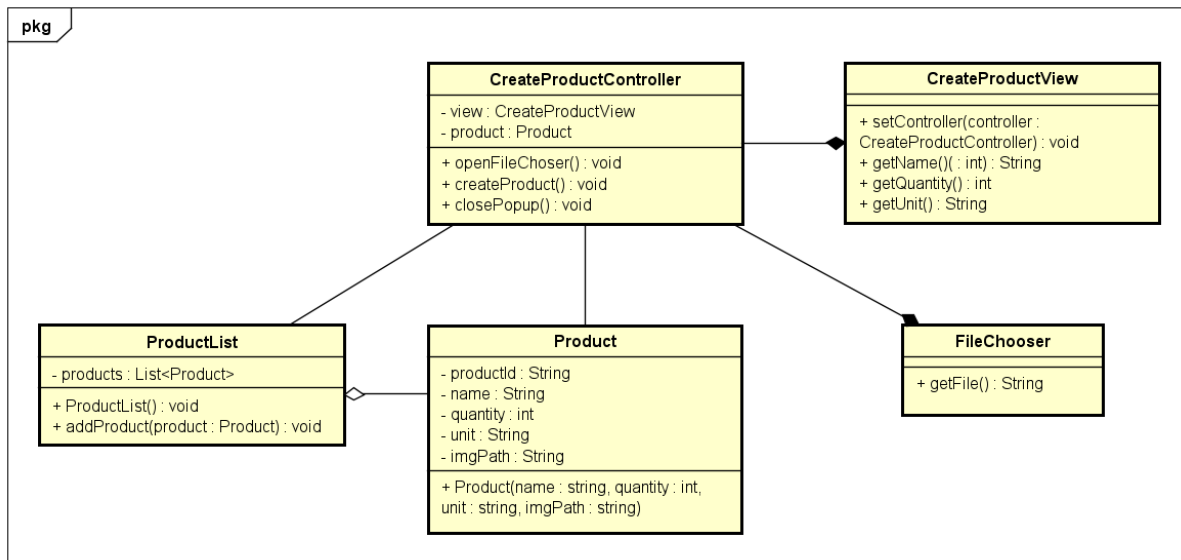 pkg
CreateProductController
- view : CreateProductView
- product : Product
+ openFileChoser() : void
+ createProduct() : void
+ closePopup() : void
CreateProductView
+ setController(controller :
CreateProductController) : void
+ getName()( : int) : String
+ getQuantity() : int
+ getUnit() : String
ProductList
- products : List<Product>
+ ProductList() : void
+ addProduct(product : Product) : void
Product
- productId : String
- name : String
- quantity : int
- unit : String
- imgPath : String
+ Product(name : string, quantity : int,
unit : string, imgPath : string)
FileChooser
+ getFile() : String